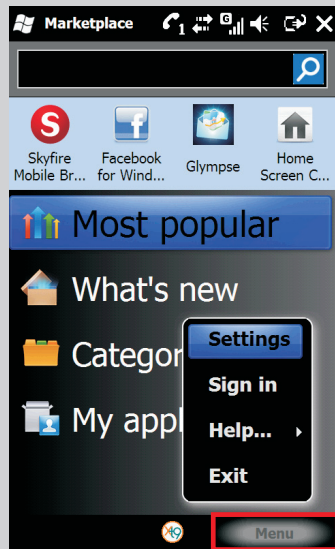 Marketplace
1
G
S
f
Skyfire
Mobile Br...
Facebook
for Wind...
Glympse
Home
Screen C...
Most popular
What's new
Categor
My appl
Settings
Sign in
Help...
Exit
Menu